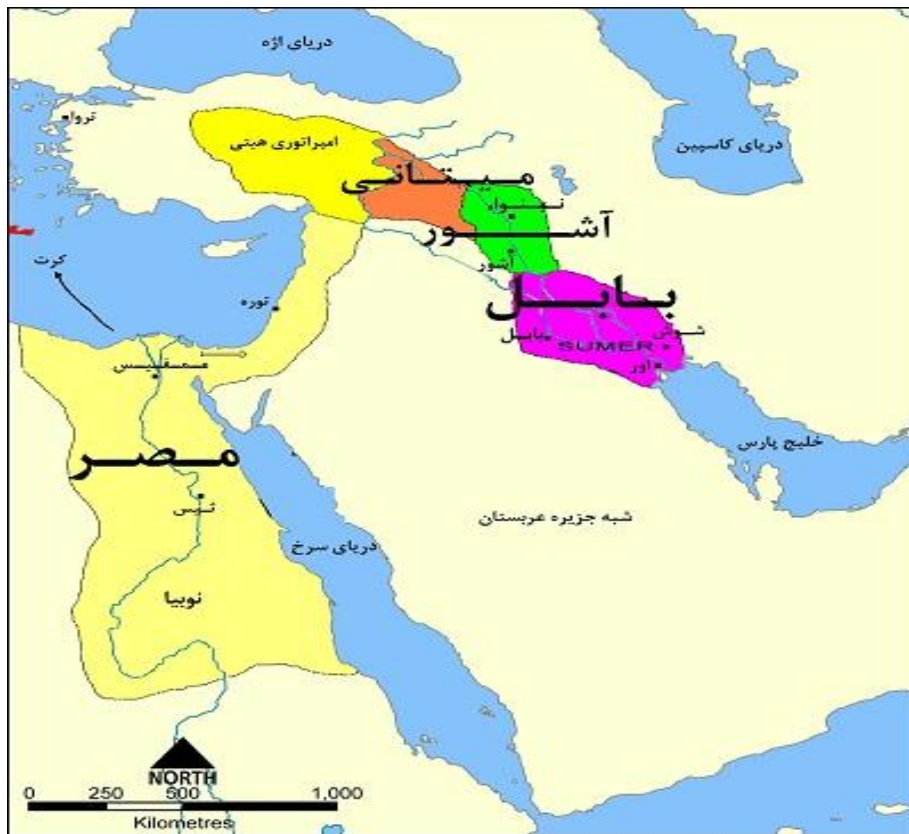 دریای اژه
تروا
امپراتوری هیتی
دریای کاسپین
میتانی
نینوا
آشور
آشور
کرت
توره
بابل
بابل
شوش
SUMER
اور
ممفیس
خلیج پارس
مصر
تبس
شبه جزیره عربستان
دریای سرخ
نوبیا
NORTH
0 250 500 1,000
Kilometres